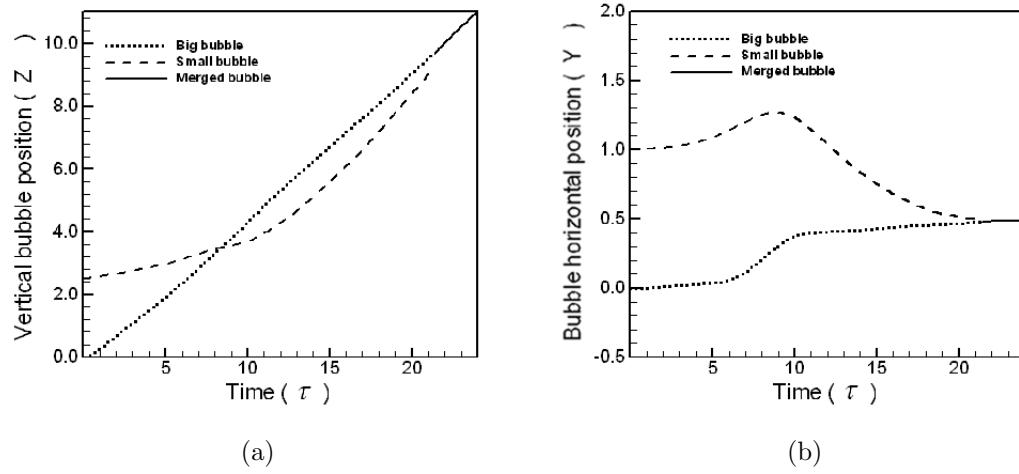 Vertical bubble position ( Z )
10.0
8.0
6.0
4.0
2.0
0.0
Big bubble
Small bubble
Merged bubble
5 10 15 20
Time ( τ )
(a)
Bubble horizontal position ( Y )
2.0
1.5
1.0
0.5
0.0
-0.5
Big bubble
Small bubble
Merged bubble
5 10 15 20
Time ( τ )
(b)